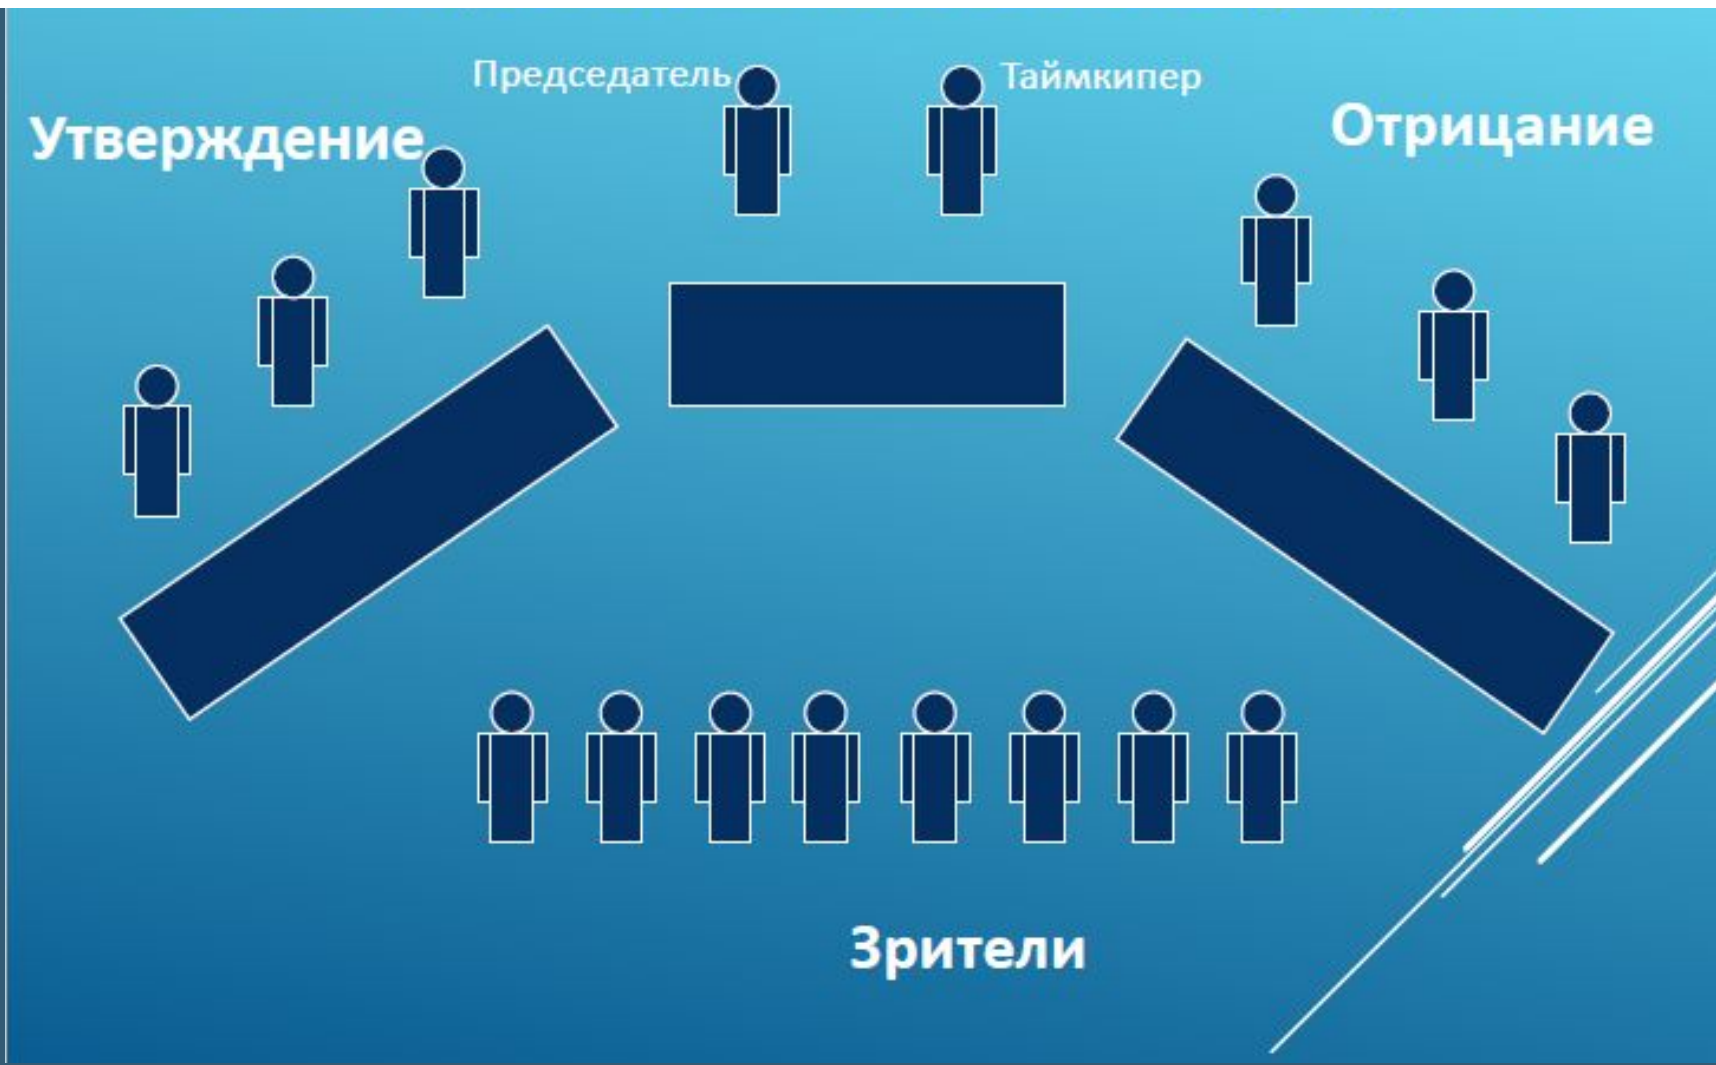 Председатель
Таймкипер
Утверждение
Отрицание
Зрители